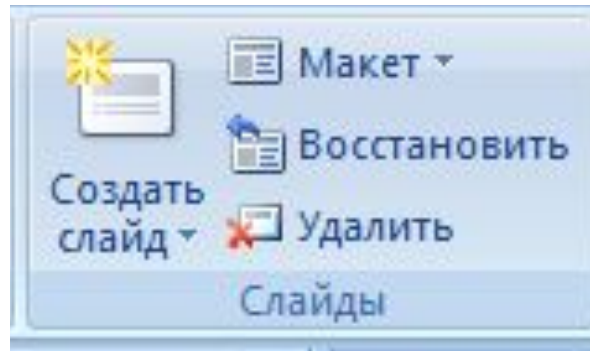 Создать
слайд
Макет
Восстановить
Удалить
Слайды